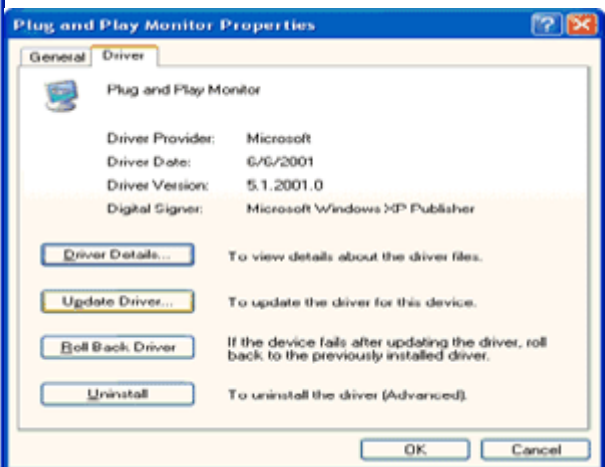 Plug and Play Monitor Properties
General Driver
Plug and Play Monitor
Driver Provider: Microsoft
Driver Date: 6/6/2001
Driver Version: 5.1.2001.0
Digital Signer: Microsoft Windows XP Publisher
Driver Details... To view details about the driver files.
Update Driver... To update the driver for this device.
Roll Back Driver If the device fails after updating the driver, roll
back to the previously installed driver.
Uninstall To uninstall the driver (Advanced).
OK Cancel